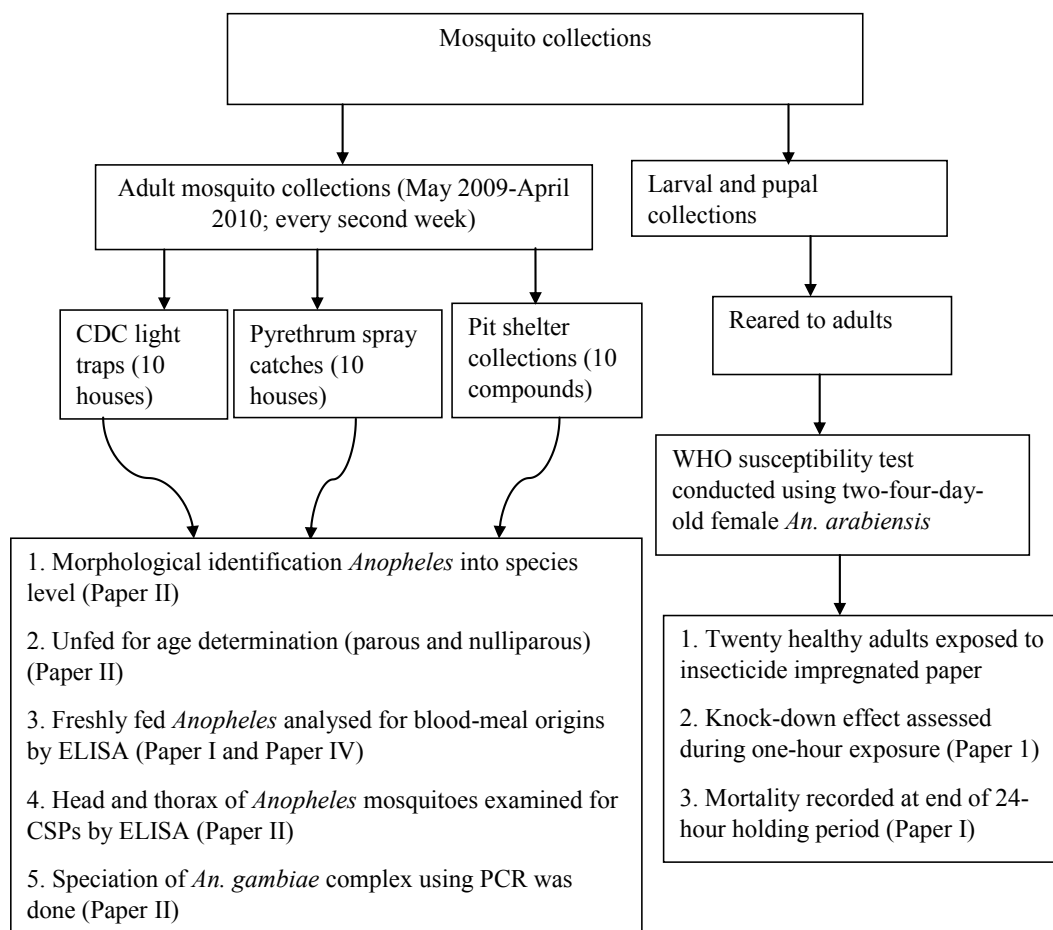 Mosquito collections
Adult mosquito collections (May 2009-April
2010; every second week)
Larval and pupal
collections
CDC light
traps (10
houses)
Pyrethrum spray
catches (10
houses)
Pit shelter
collections (10
compounds)
Reared to adults
WHO susceptibility test
conducted using two-four-day-
old female An. arabiensis
1. Morphological identification Anopheles into species
level (Paper II)
2. Unfed for age determination (parous and nulliparous)
(Paper II)
3. Freshly fed Anopheles analysed for blood-meal origins
by ELISA (Paper I and Paper IV)
4. Head and thorax of Anopheles mosquitoes examined for
CSPs by ELISA (Paper II)
5. Speciation of An. gambiae complex using PCR was
done (Paper II)
1. Twenty healthy adults exposed to
insecticide impregnated paper
2. Knock-down effect assessed
during one-hour exposure (Paper 1)
3. Mortality recorded at end of 24-
hour holding period (Paper I)